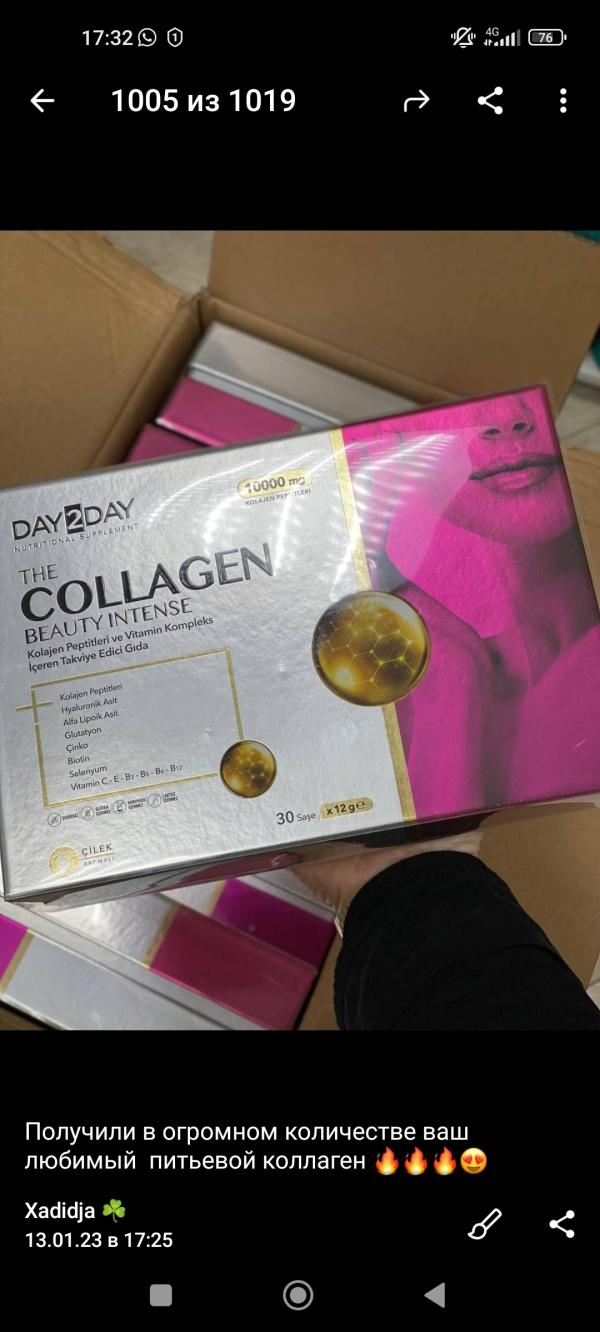 17:32
4G
76
1005 из 1019
10000 mg
KOLAJEN PEPTİTLERİ
DAY2DAY
NUTRITIONAL SUPPLEMENT
THE
COLLAGEN
BEAUTY INTENSE
Kolajen Peptitleri ve Vitamin Kompleks
İçeren Takviye Edici Gıda
Kolajen Peptitleri
Hyaluronik Asit
Alfa Lipoik Asit
Glutatyon
Çinko
Biotin
Selenyum
Vitamin C - E - B3 - B5 - B6 - B12
30 Saşe x 12 g e
ÇİLEK
AROMALI
Получили в огромном количестве ваш
любимый питьевой коллаген 🔥🔥🔥😍
Xadidja ☘️
13.01.23 в 17:25